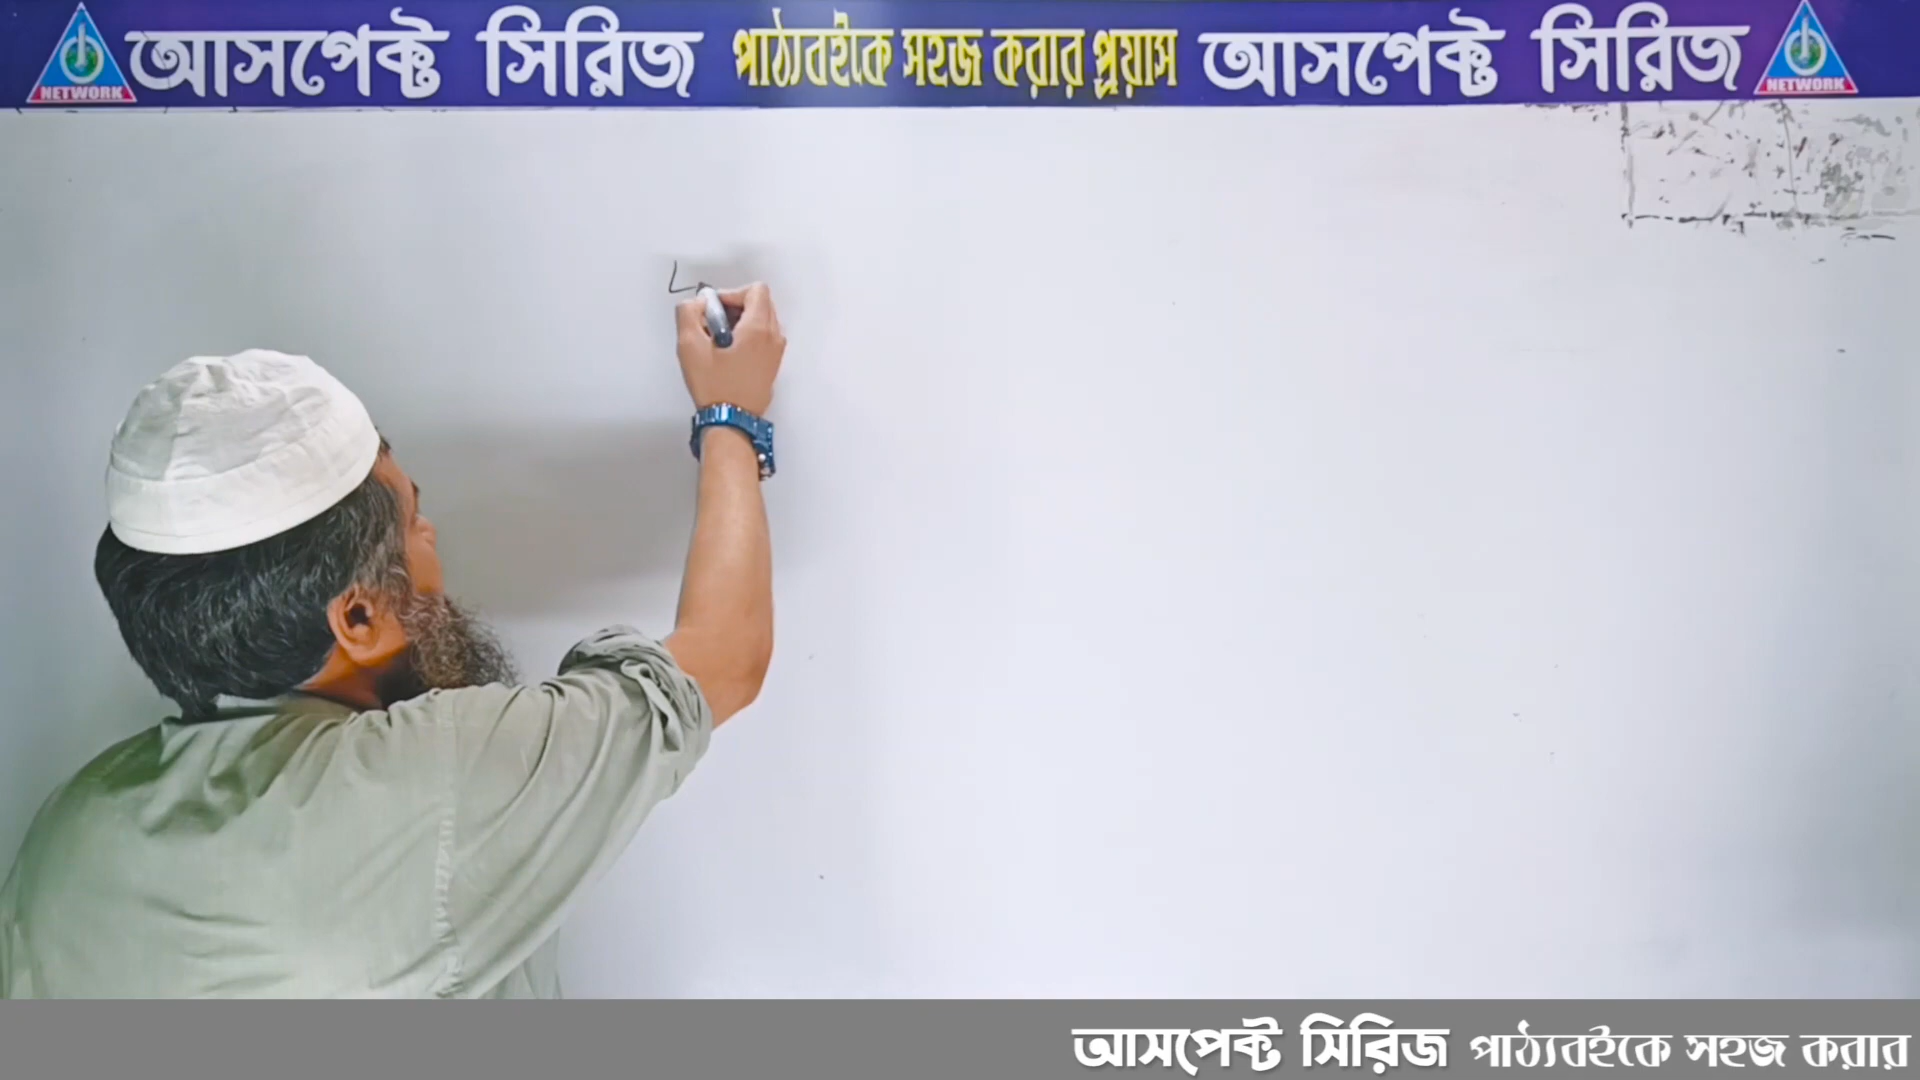 NETWORK আসপেক্ট সিরিজ পাঠ্যবইকে সহজ করার প্রয়াস আসপেক্ট সিরিজ NETWORK
আসপেক্ট সিরিজ পাঠ্যবইকে সহজ করার